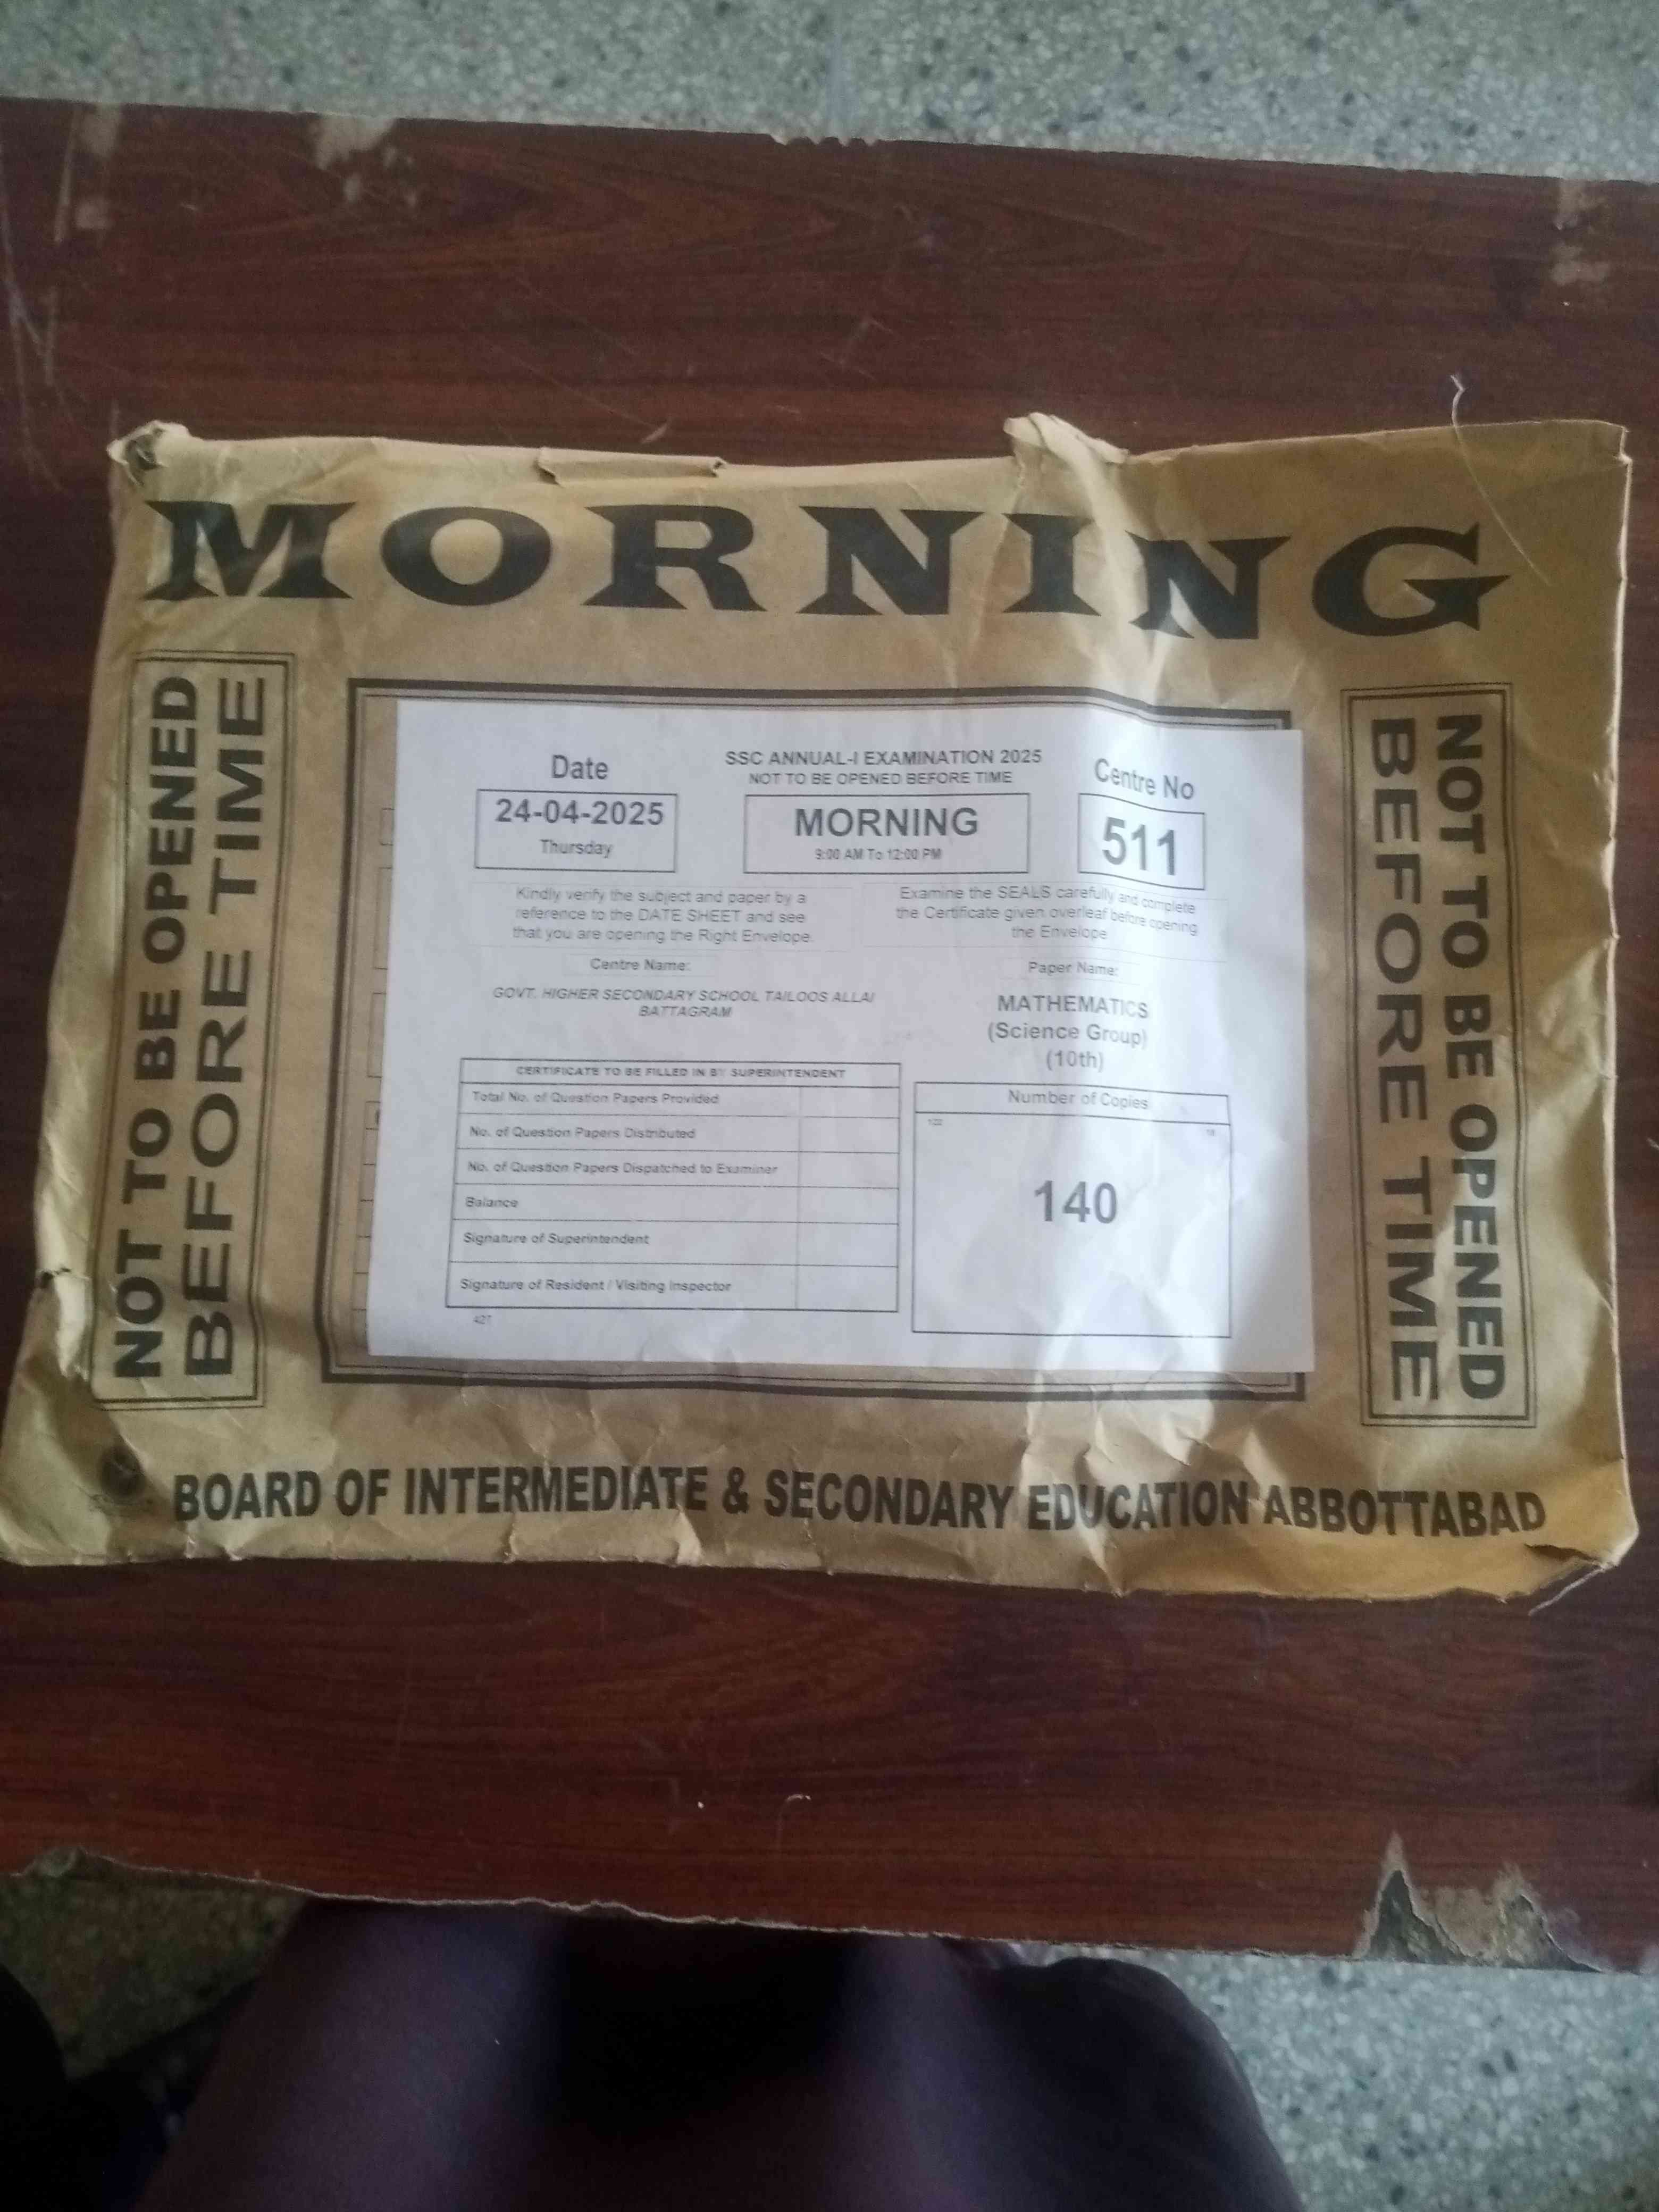 MORNING
NOT TO BE OPENED
BEFORE TIME
NOT TO BE OPENED
BEFORE TIME
Date
24-04-2025
Thursday
SSC ANNUAL-I EXAMINATION 2025
NOT TO BE OPENED BEFORE TIME
MORNING
9:00 AM To 12:00 PM
Centre No
511
Kindly verify the subject and paper by a
reference to the DATE SHEET and see
that you are opening the Right Envelope.
Examine the SEALS carefully and complete
the Certificate given overleaf before opening
the Envelope
Centre Name:
GOVT. HIGHER SECONDARY SCHOOL TAILOOS ALLAI
BATTAGRAM
Paper Name:
MATHEMATICS
(Science Group)
(10th)
CERTIFICATE TO BE FILLED IN BY SUPERINTENDENT
Total No. of Question Papers Provided
No. of Question Papers Distributed
No. of Question Papers Dispatched to Examiner
Balance
Signature of Superintendent
Signature of Resident / Visiting Inspector
427
Number of Copies
122
18
140
BOARD OF INTERMEDIATE & SECONDARY EDUCATION ABBOTTABAD